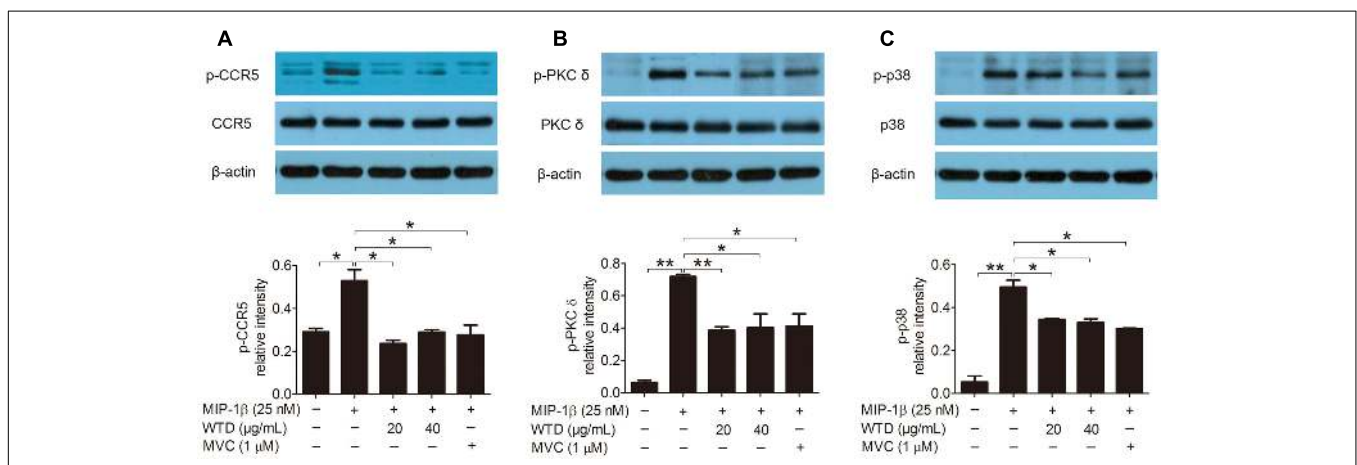 A
p-CCR5
CCR5
β-actin
* * * *
p-CCR5
relative intensity
0.6
0.4
0.2
0.0
MIP-1β (25 nM) – + + + +
WTD (μg/mL) – – 20 40 –
MVC (1 μM) – – – – +
B
p-PKC δ
PKC δ
β-actin
** ** * *
p-PKC δ
relative intensity
0.8
0.6
0.4
0.2
0.0
MIP-1β (25 nM) – + + + +
WTD (μg/mL) – – 20 40 –
MVC (1 μM) – – – – +
C
p-p38
p38
β-actin
** * * *
p-p38
relative intensity
0.6
0.4
0.2
0.0
MIP-1β (25 nM) – + + + +
WTD (μg/mL) – – 20 40 –
MVC (1 μM) – – – – +